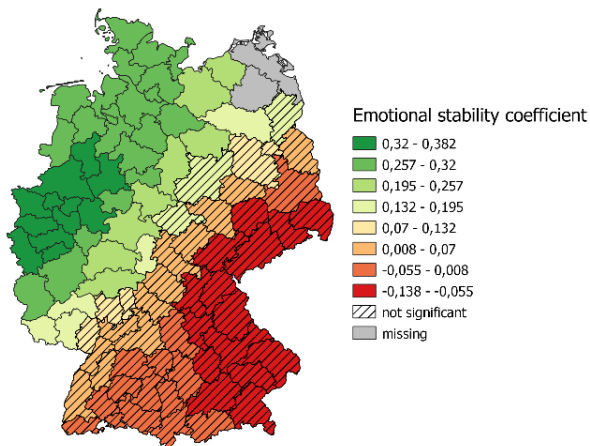 Emotional stability coefficient
0,32 - 0,382
0,257 - 0,32
0,195 - 0,257
0,132 - 0,195
0,07 - 0,132
0,008 - 0,07
-0,055 - 0,008
-0,138 - -0,055
not significant
missing